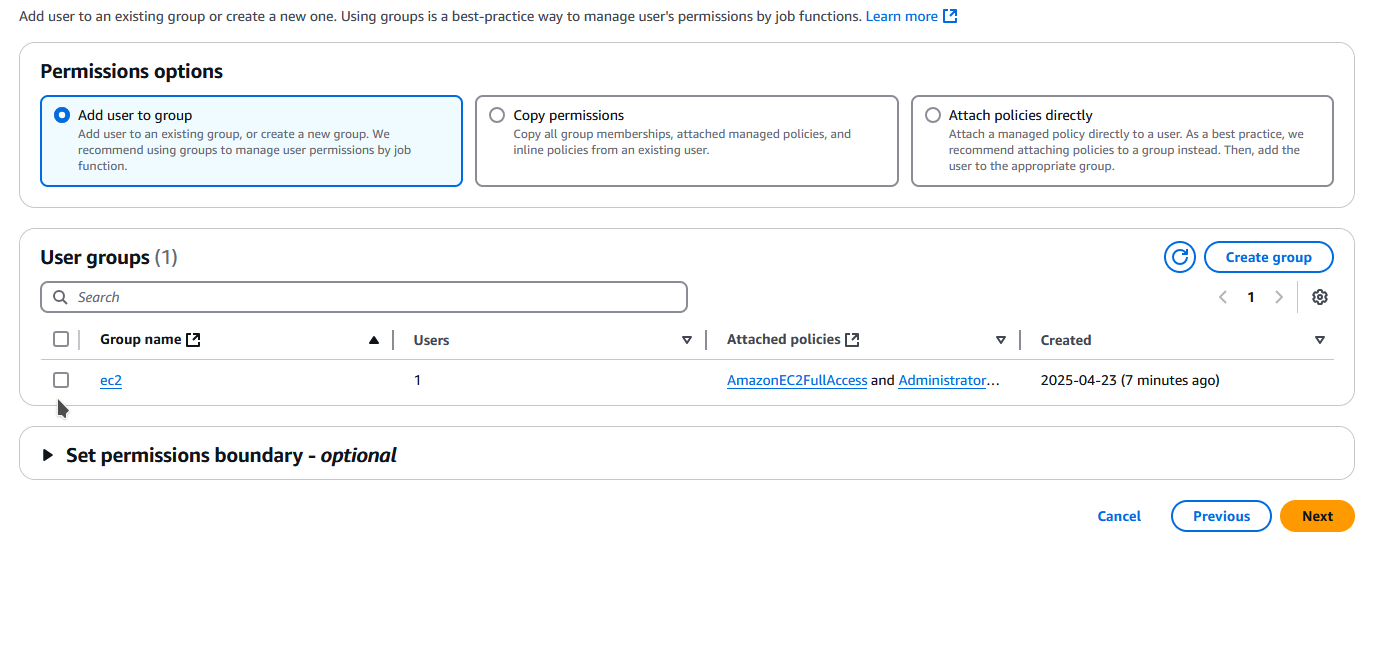 Add user to an existing group or create a new one. Using groups is a best-practice way to manage user's permissions by job functions. Learn more
Permissions options
Add user to group
Add user to an existing group, or create a new group. We
recommend using groups to manage user permissions by job
function.
Copy permissions
Copy all group memberships, attached managed policies, and
inline policies from an existing user.
Attach policies directly
Attach a managed policy directly to a user. As a best practice, we
recommend attaching policies to a group instead. Then, add the
user to the appropriate group.
User groups (1)
Create group
Search
1
Group name Users Attached policies Created
ec2 1 AmazonEC2FullAccess and Administrator... 2025-04-23 (7 minutes ago)
Set permissions boundary - optional
Cancel Previous Next